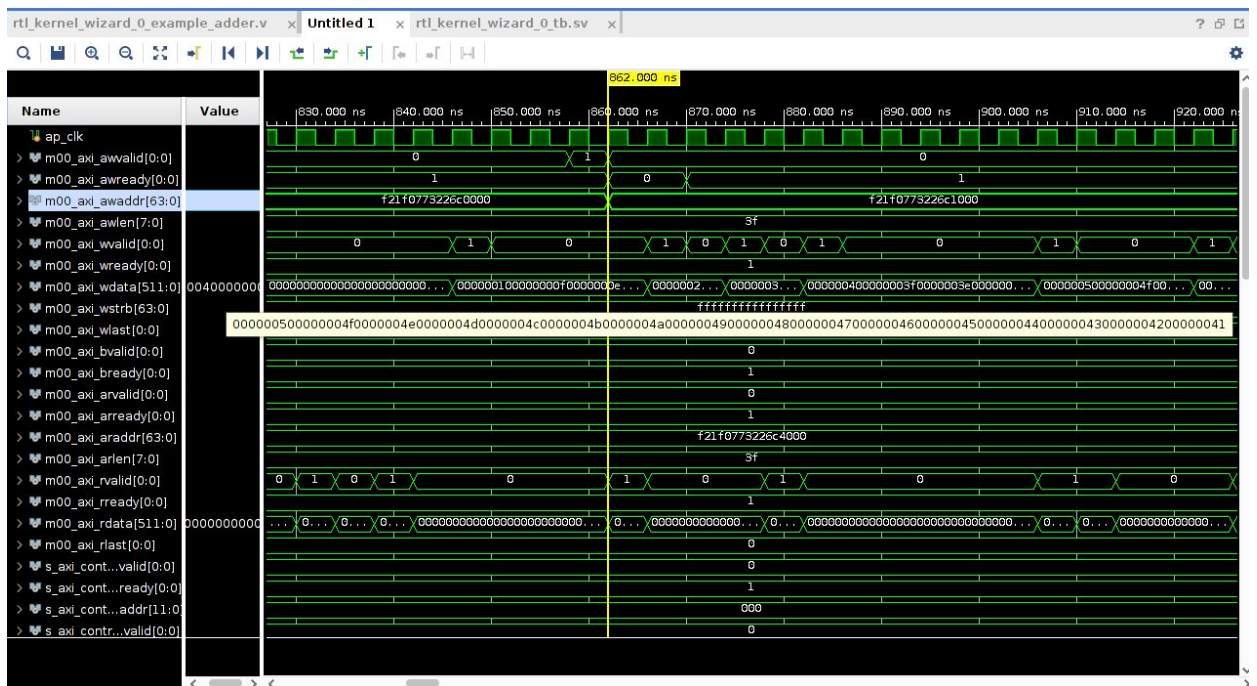 rtl_kernel_wizard_0_example_adder.v x Untitled 1 x rtl_kernel_wizard_0_tb.sv x ?
862.000 ns
Name Value 830.000 ns 840.000 ns 850.000 ns 860.000 ns 870.000 ns 880.000 ns 890.000 ns 900.000 ns 910.000 ns 920.000 n
ap_clk
m00_axi_awvalid[0:0] 0 1 0
m00_axi_awready[0:0] 1 0 1
m00_axi_awaddr[63:0] f21f0773226c0000 f21f0773226c1000
m00_axi_awlen[7:0] 3f
m00_axi_wvalid[0:0] 0 1 0 1 0 1 0 1 0 1 0 1
m00_axi_wready[0:0] 1
m00_axi_wdata[511:0] 0040000000 00000000000000000000000... 000000100000000f0000000e... 0000002... 0000003... 000000400000003f0000003e000000... 000000500000004f00... 00...
m00_axi_wstrb[63:0] ffffffffffffffff
m00_axi_wlast[0:0] 000000500000004f0000004e0000004d0000004c0000004b0000004a000000490000004800000047000000460000004500000044000000430000004200000041
m00_axi_bvalid[0:0] 0
m00_axi_bready[0:0] 1
m00_axi_arvalid[0:0] 0
m00_axi_arready[0:0] 1
m00_axi_araddr[63:0] f21f0773226c4000
m00_axi_arlen[7:0] 3f
m00_axi_rvalid[0:0] 0 1 0 1 0 1 0 1 0 1 0
m00_axi_rready[0:0] 1
m00_axi_rdata[511:0] 0000000000 ... 0... 0... 0... 000000000000000000000000... 0... 0000000000000... 0... 0000000000000000000000000000000... 0... 0... 0000000000000...
m00_axi_rlast[0:0] 0
s_axi_cont...valid[0:0] 0
s_axi_cont...ready[0:0] 1
s_axi_cont...addr[11:0] 000
s_axi_contr...valid[0:0] 0